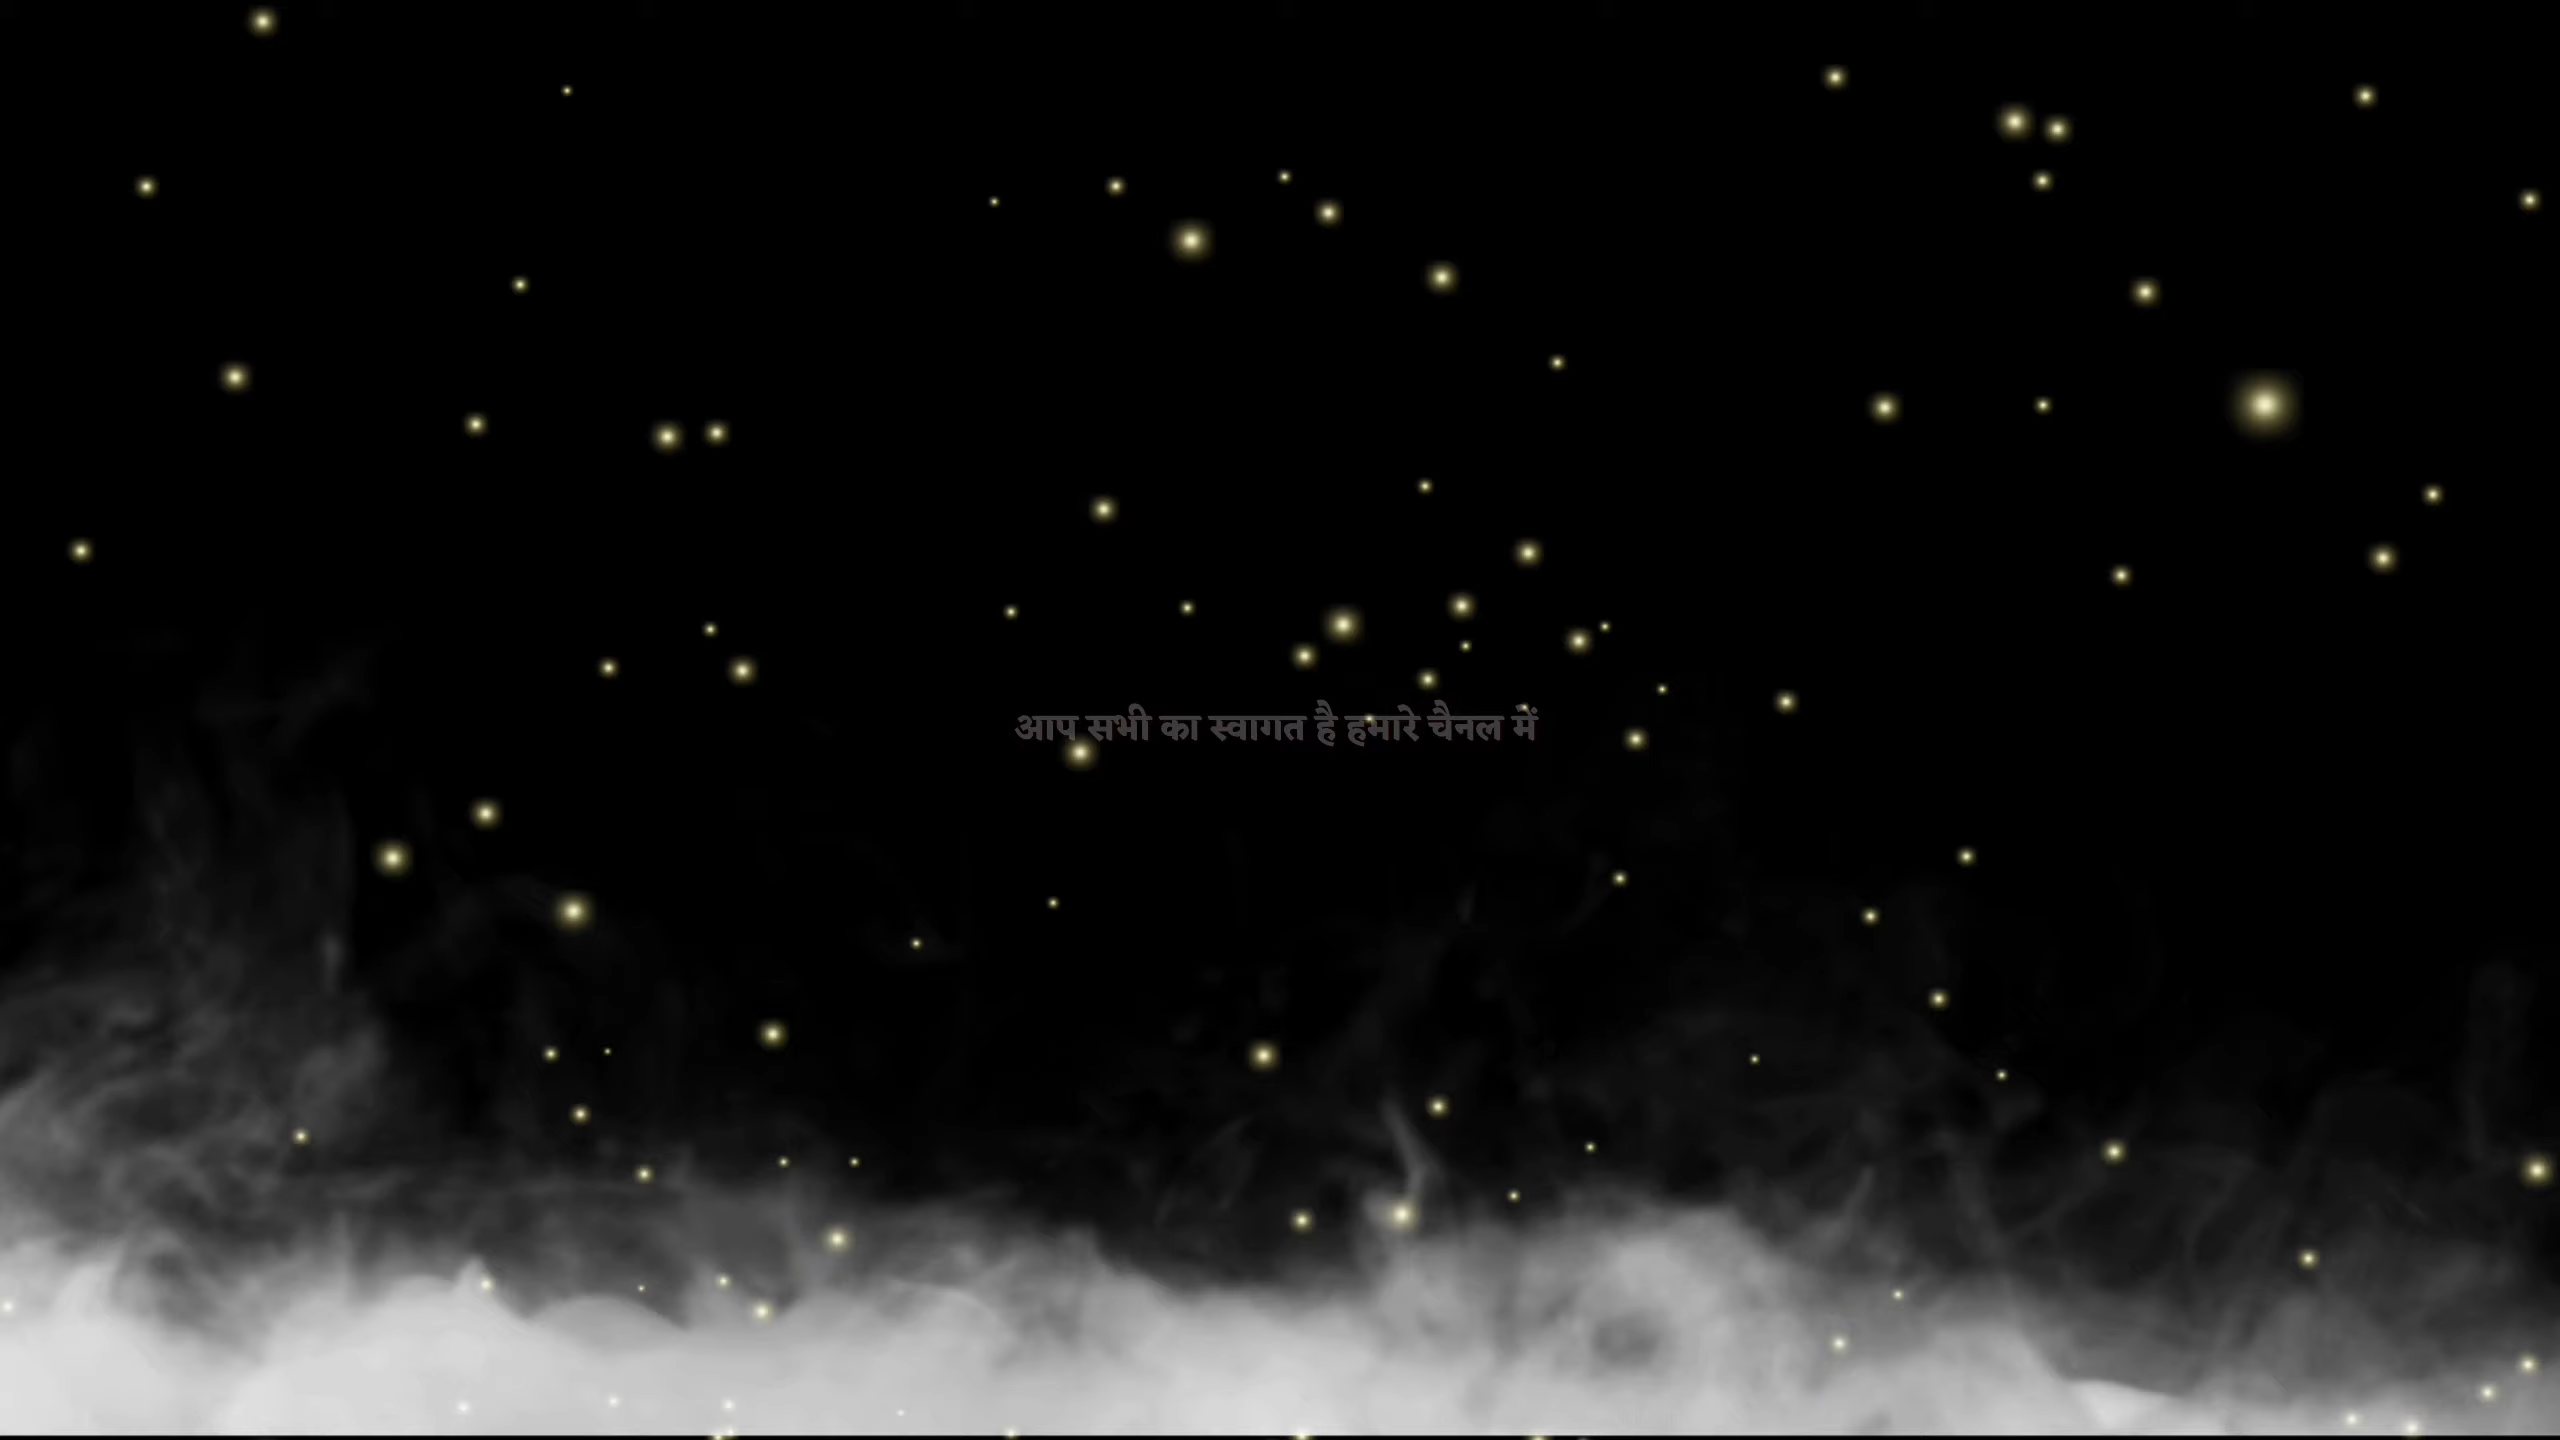 आप सभी का स्वागत है हमारे चैनल में